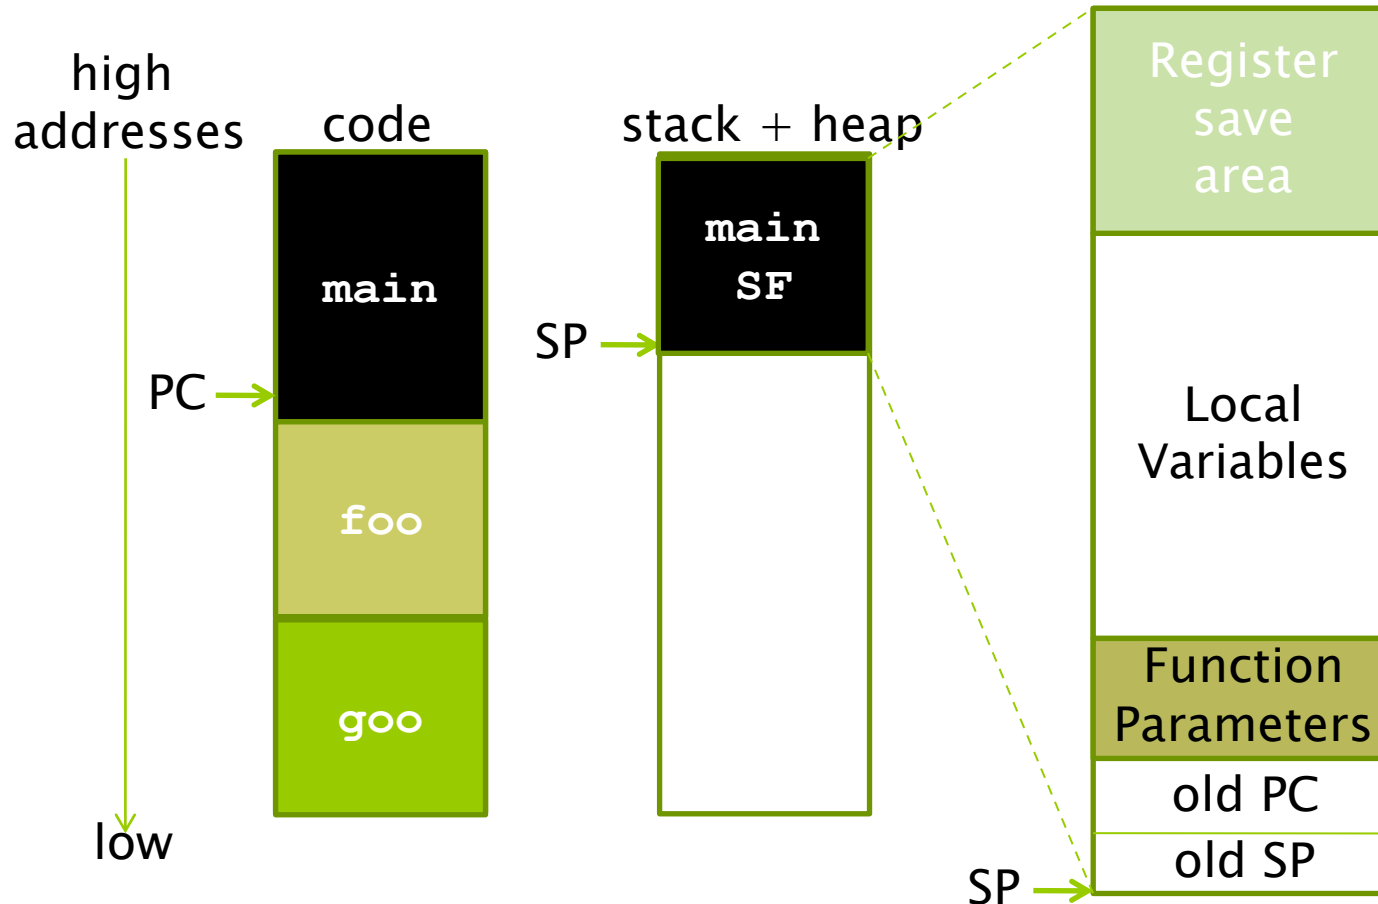 high
addresses
code
stack + heap
main
foo
goo
PC
low
main
SF
SP
Register
save
area
Local
Variables
Function
Parameters
old PC
old SP
SP